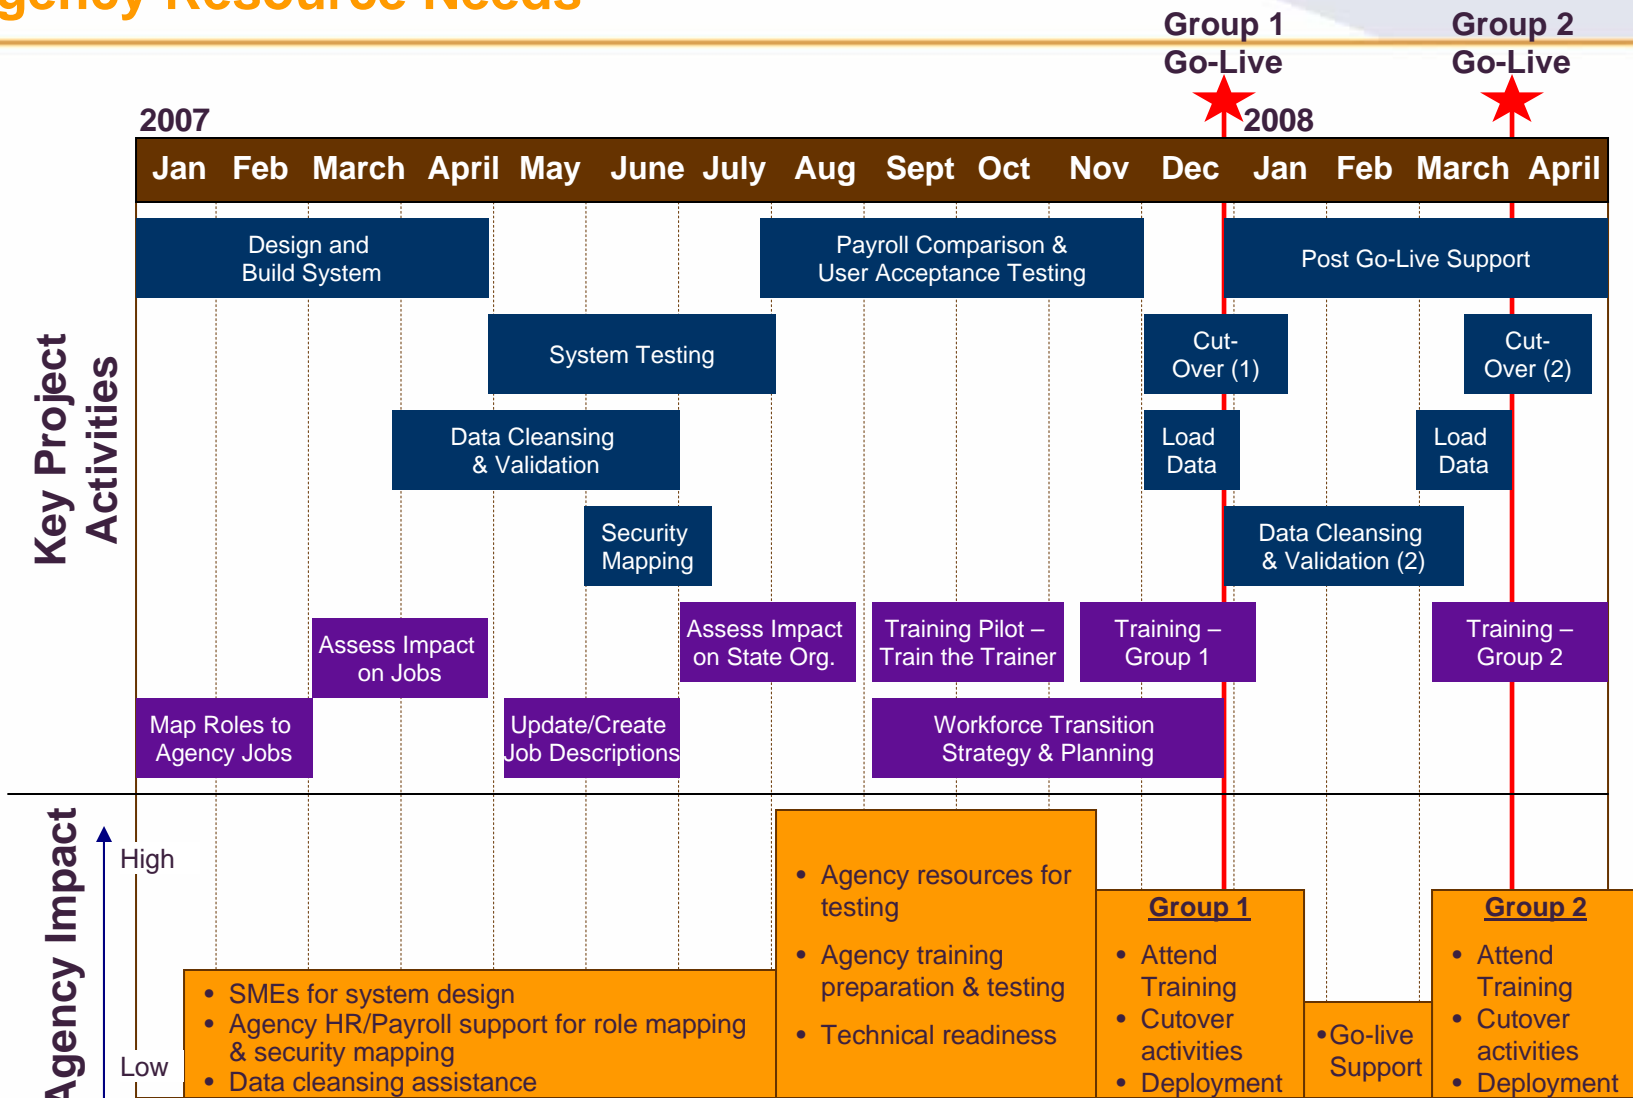 Resource Needs
Group 1
Go-Live
Group 2
Go-Live
2007
2008
Jan Feb March April May June July Aug Sept Oct Nov Dec Jan Feb March April
Key Project
Activities
Design and
Build System
Payroll Comparison &
User Acceptance Testing
Post Go-Live Support
System Testing
Cut-
Over (1)
Cut-
Over (2)
Data Cleansing
& Validation
Load
Data
Load
Data
Security
Mapping
Data Cleansing
& Validation (2)
Assess Impact
on Jobs
Assess Impact
on State Org.
Training Pilot –
Train the Trainer
Training –
Group 1
Training –
Group 2
Map Roles to
Agency Jobs
Update/Create
Job Descriptions
Workforce Transition
Strategy & Planning
Agency Impact
High
Low
• SMEs for system design
• Agency HR/Payroll support for role mapping
& security mapping
• Data cleansing assistance
• Agency resources for
testing
• Agency training
preparation & testing
• Technical readiness
Group 1
• Attend
Training
• Cutover
activities
• Deployment
•Go-live
Support
Group 2
• Attend
Training
• Cutover
activities
• Deployment